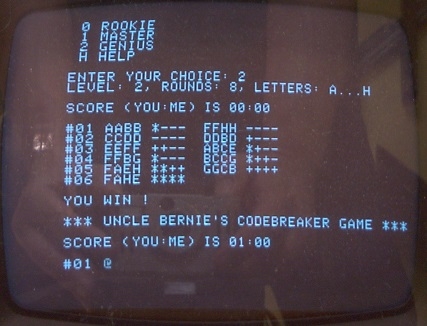 0 ROOKIE
1 MASTER
2 GENIUS
H HELP
ENTER YOUR CHOICE: 2
LEVEL: 2, ROUNDS: 8, LETTERS: A...H
SCORE (YOU:ME) IS 00:00
#01 AABB *--- FFHH ----
#02 CCDD ---- DDBD +---
#03 EEFF ++-- ABCE *+--
#04 FFBG *--- BCCG *+--
#05 FAEH **++ GGCB ++++
#06 FAHE ****
YOU WIN !
*** UNCLE BERNIE'S CODEBREAKER GAME ***
SCORE (YOU:ME) IS 01:00
#01 @